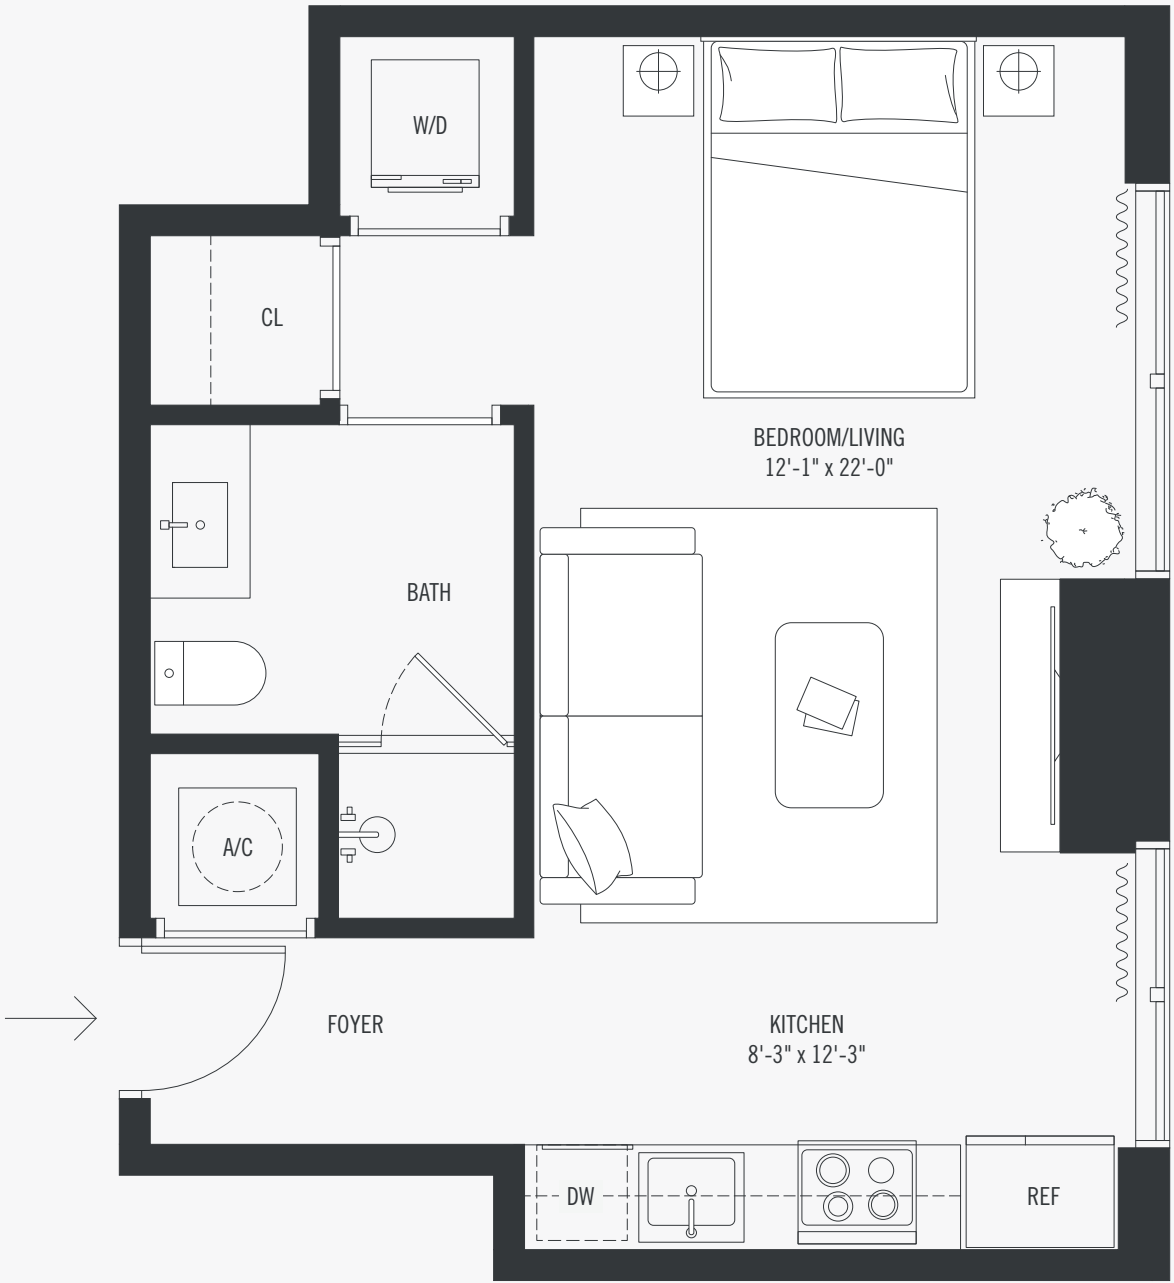 W/D
CL
BEDROOM/LIVING
12'-1" x 22'-0"
BATH
A/C
FOYER
KITCHEN
8'-3" x 12'-3"
DW
REF